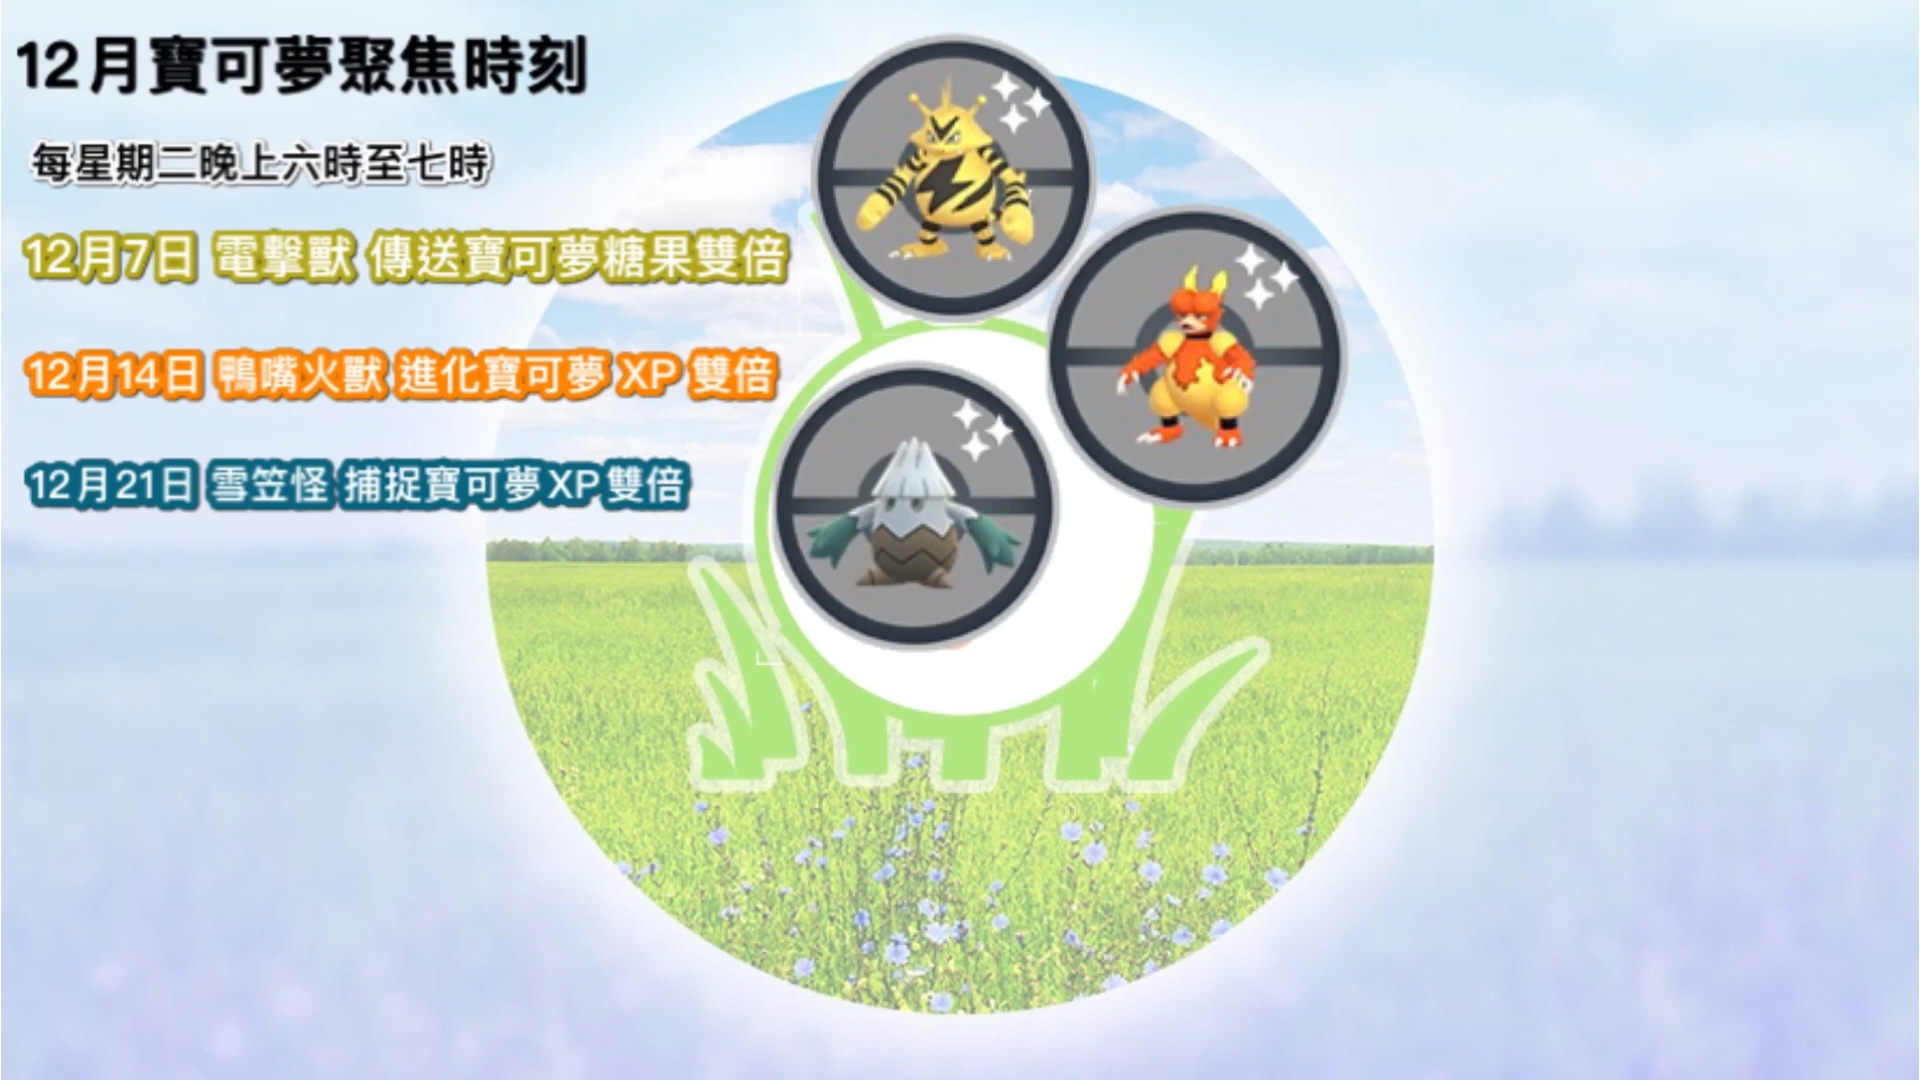 12月寶可夢聚焦時刻
每星期二晚上六時至七時
12月7日 電擊獸 傳送寶可夢糖果雙倍
12月14日 鴨嘴火獸 進化寶可夢 XP 雙倍
12月21日 雪笠怪 捕捉寶可夢XP雙倍